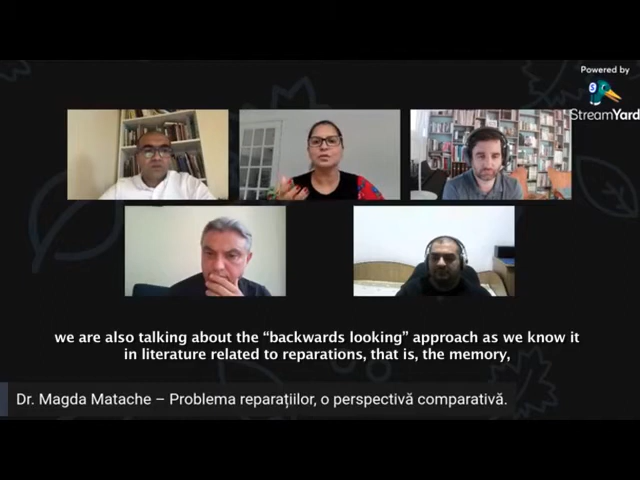 Powered by
StreamYard
we are also talking about the “backwards looking” approach as we know it
in literature related to reparations, that is, the memory,
Dr. Magda Matache – Problema reparațiilor, o perspectivă comparativă.